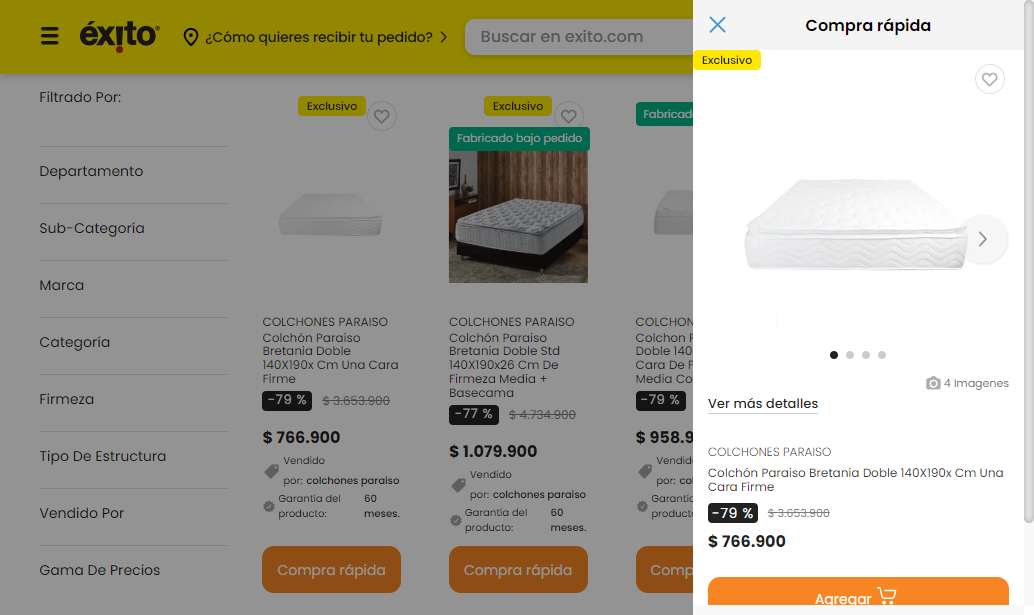 éxito
¿Cómo quieres recibir tu pedido?
Buscar en exito.com
Filtrado Por:
Departamento
Sub-Categoría
Marca
Categoría
Firmeza
Tipo De Estructura
Vendido Por
Gama De Precios
Exclusivo
COLCHONES PARAISO
Colchón Paraiso
Bretania Doble
140X190x Cm Una Cara
Firme
-79 % $ 3.653.900
$ 766.900
Vendido
por: colchones paraiso
Garantía del 60
producto: meses.
Compra rápida
Exclusivo
Fabricado bajo pedido
COLCHONES PARAISO
Colchón Paraiso
Bretania Doble Std
140X190x26 Cm De
Firmeza Media +
Basecama
-77 % $ 4.734.900
$ 1.079.900
Vendido
por: colchones paraiso
Garantía del 60
producto: meses.
Compra rápida
Fabricad
COLCHON
Colchon P
Doble 140
Cara De F
Media Co
-79 %
$ 958.9
Vendid
por: co
Garantí
product
Comp
Compra rápida
Exclusivo
4 Imagenes
Ver más detalles
COLCHONES PARAISO
Colchón Paraiso Bretania Doble 140X190x Cm Una
Cara Firme
-79 % $ 3.653.900
$ 766.900
Agregar